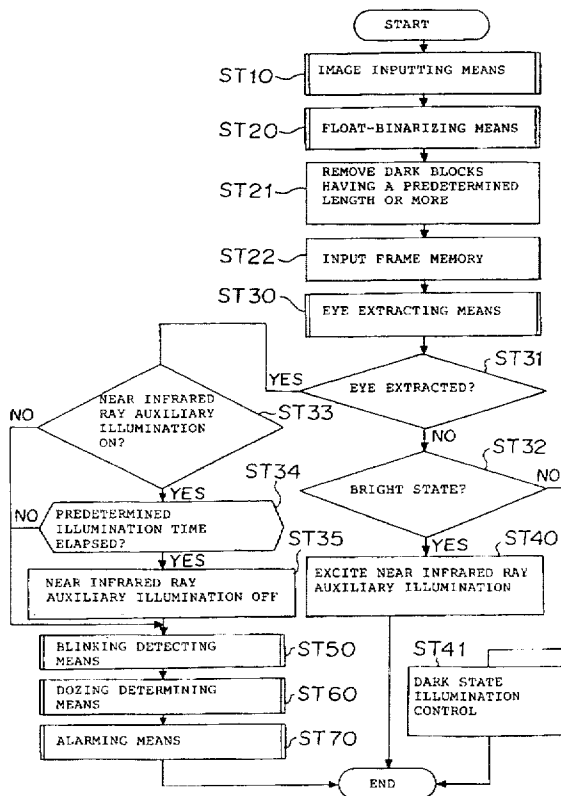 START
ST10
IMAGE INPUTTING MEANS
ST20
FLOAT-BINARIZING MEANS
ST21
REMOVE DARK BLOCKS
HAVING A PREDETERMINED
LENGTH OR MORE
ST22
INPUT FRAME MEMORY
ST30
EYE EXTRACTING MEANS
ST31
EYE EXTRACTED?
YES
NO
ST33
NEAR INFRARED
RAY AUXILIARY
ILLUMINATION
ON?
NO
YES
ST32
BRIGHT STATE?
NO
YES
ST34
PREDETERMINED
ILLUMINATION TIME
ELAPSED?
NO
YES
ST35
NEAR INFRARED RAY
AUXILIARY ILLUMINATION OFF
ST40
EXCITE NEAR INFRARED RAY
AUXILIARY ILLUMINATION
ST50
BLINKING DETECTING
MEANS
ST41
DARK STATE
ILLUMINATION
CONTROL
ST60
DOZING DETERMINING
MEANS
ST70
ALARMING MEANS
END